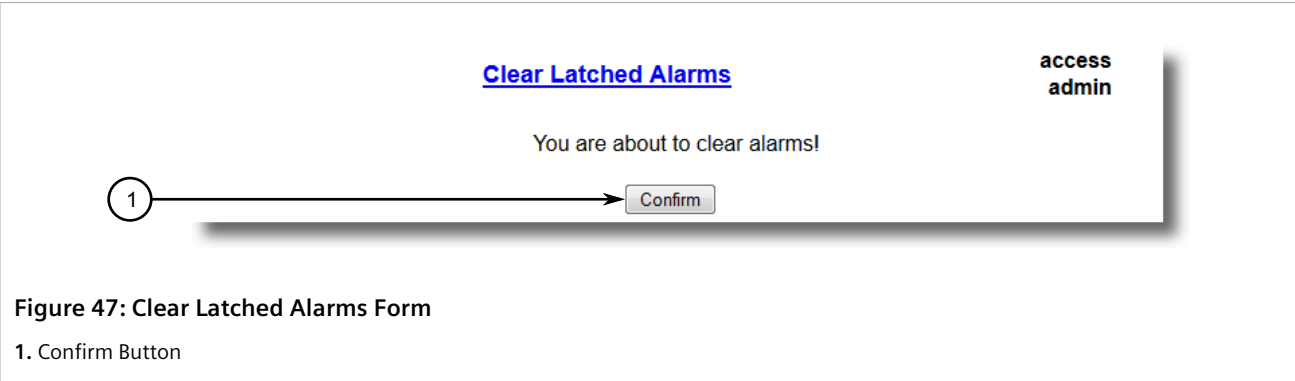 Clear Latched Alarms
access
admin
You are about to clear alarms!
1
Confirm
Figure 47: Clear Latched Alarms Form
1. Confirm Button